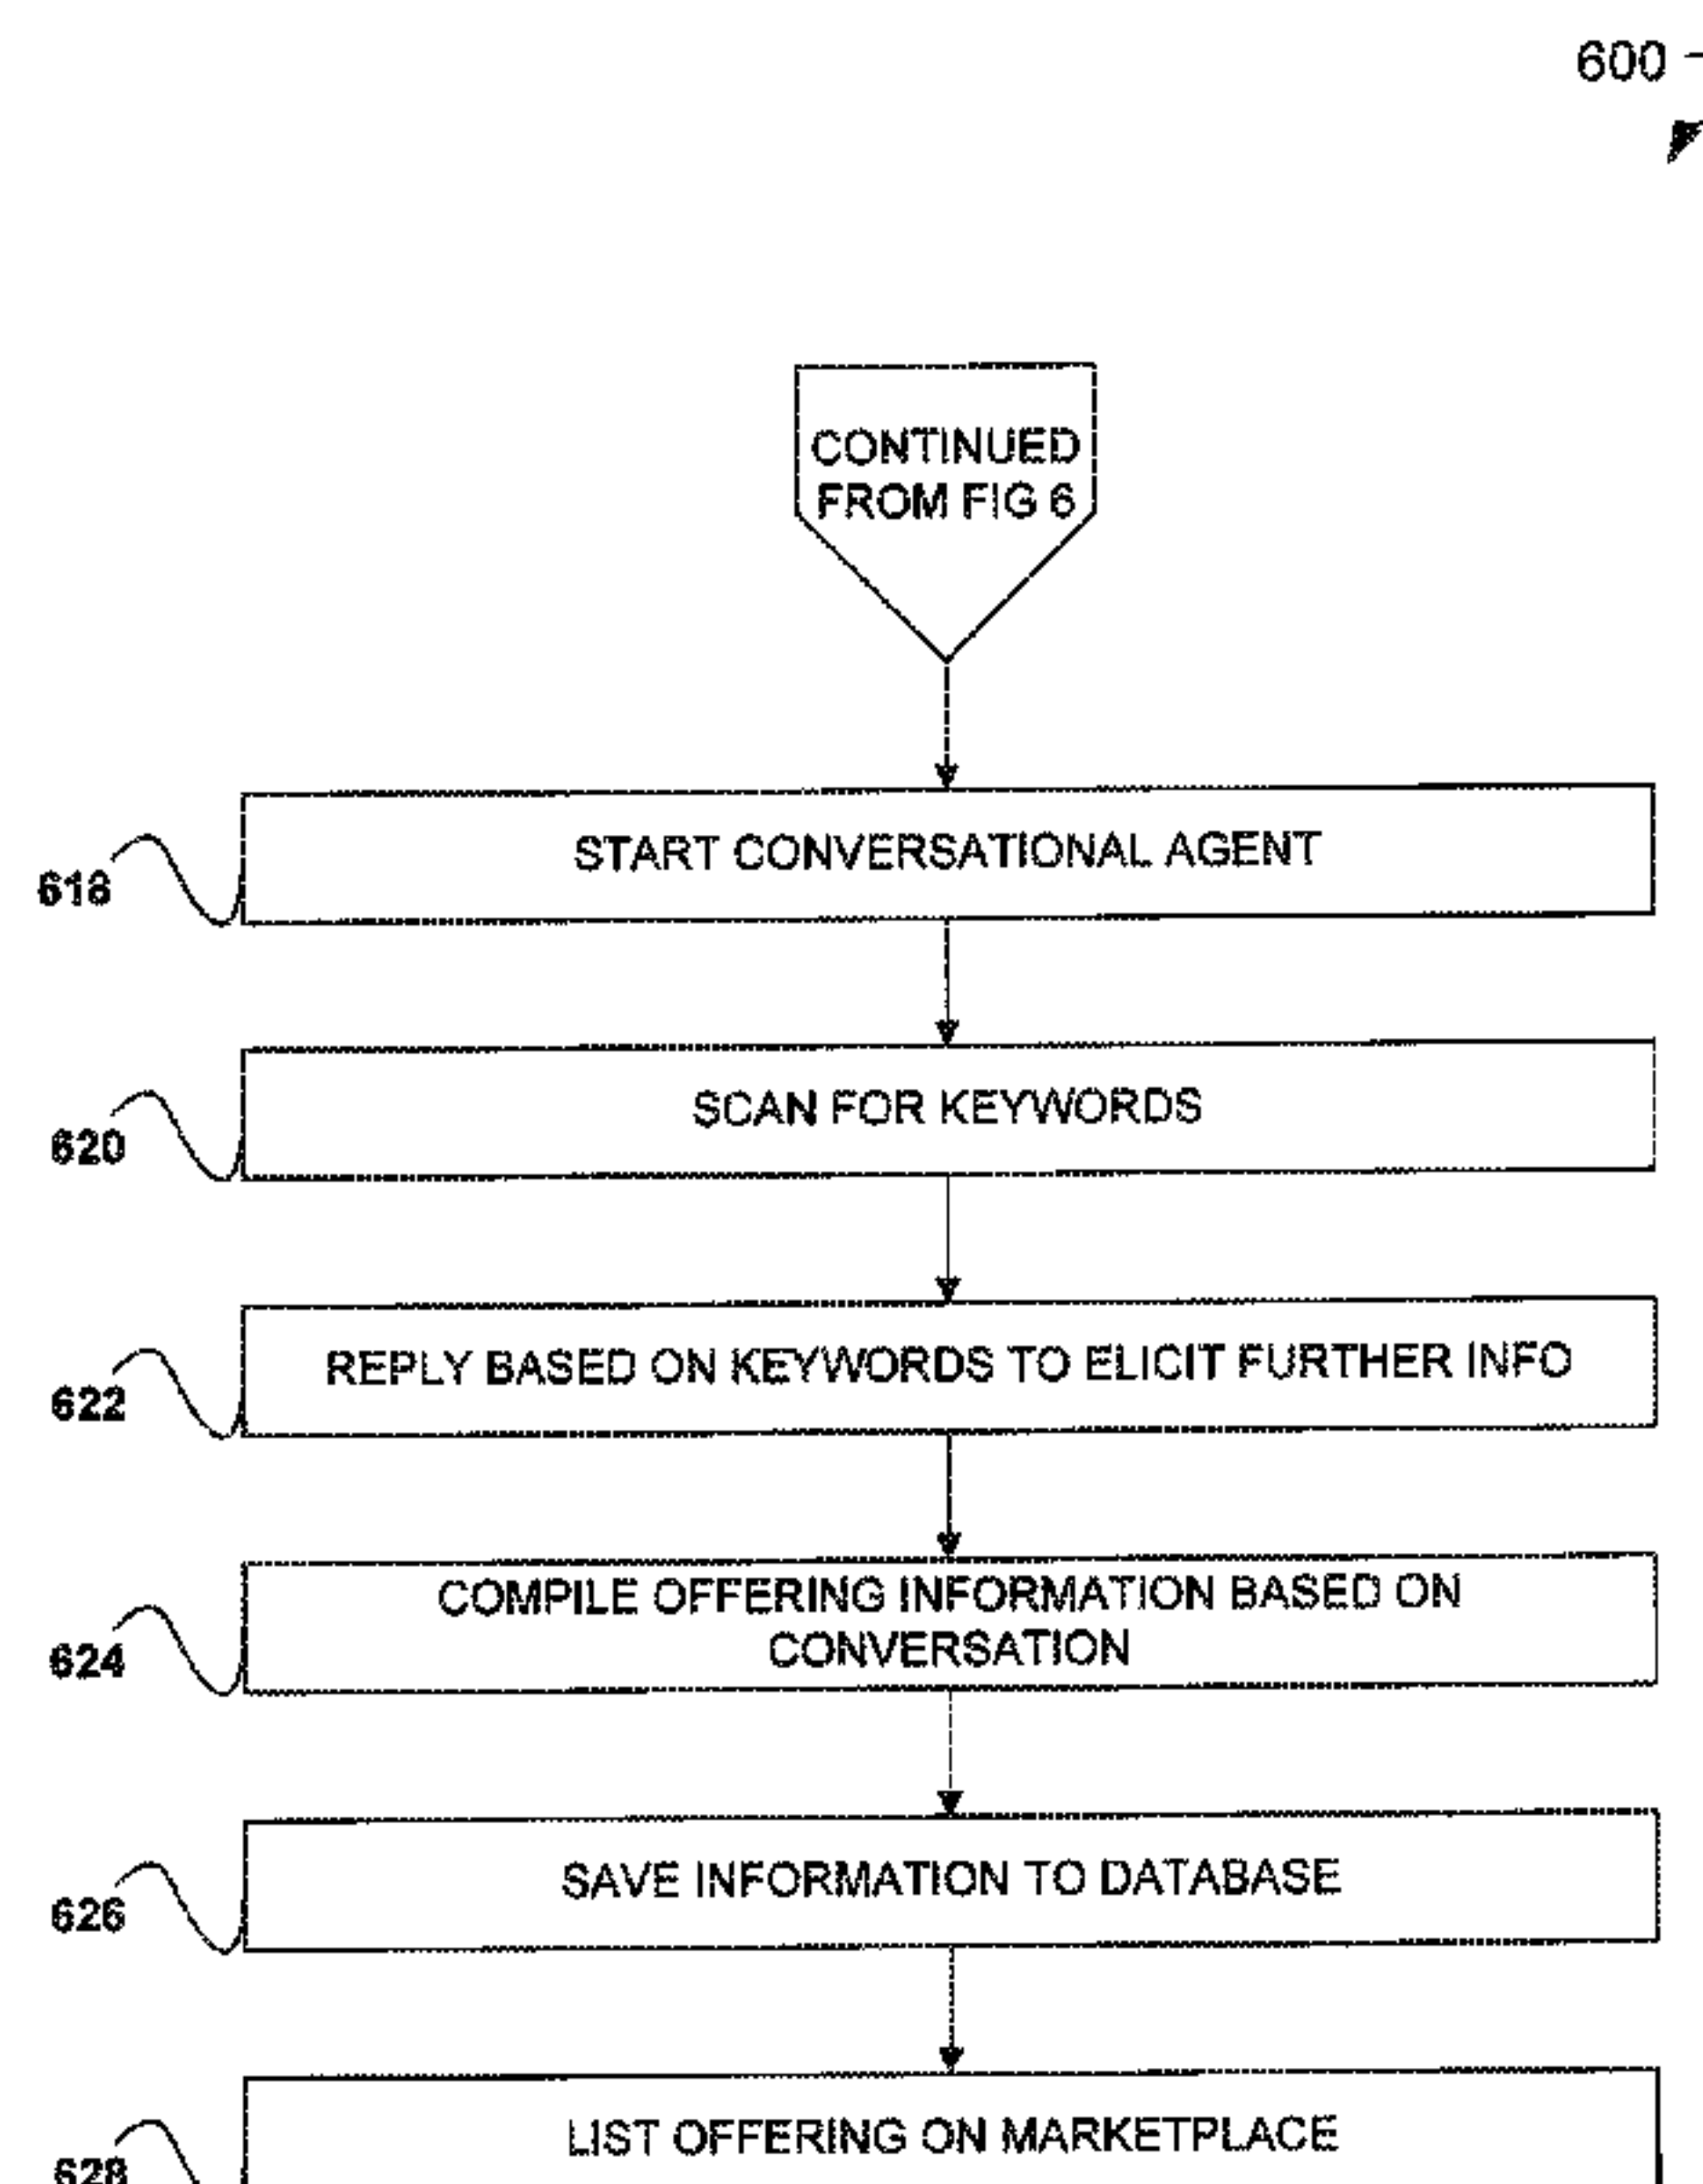 600
CONTINUED
FROM FIG 6
START CONVERSATIONAL AGENT
618
SCAN FOR KEYWORDS
620
REPLY BASED ON KEYWORDS TO ELICIT FURTHER INFO
622
COMPILE OFFERING INFORMATION BASED ON
CONVERSATION
624
SAVE INFORMATION TO DATABASE
626
LIST OFFERING ON MARKETPLACE
628